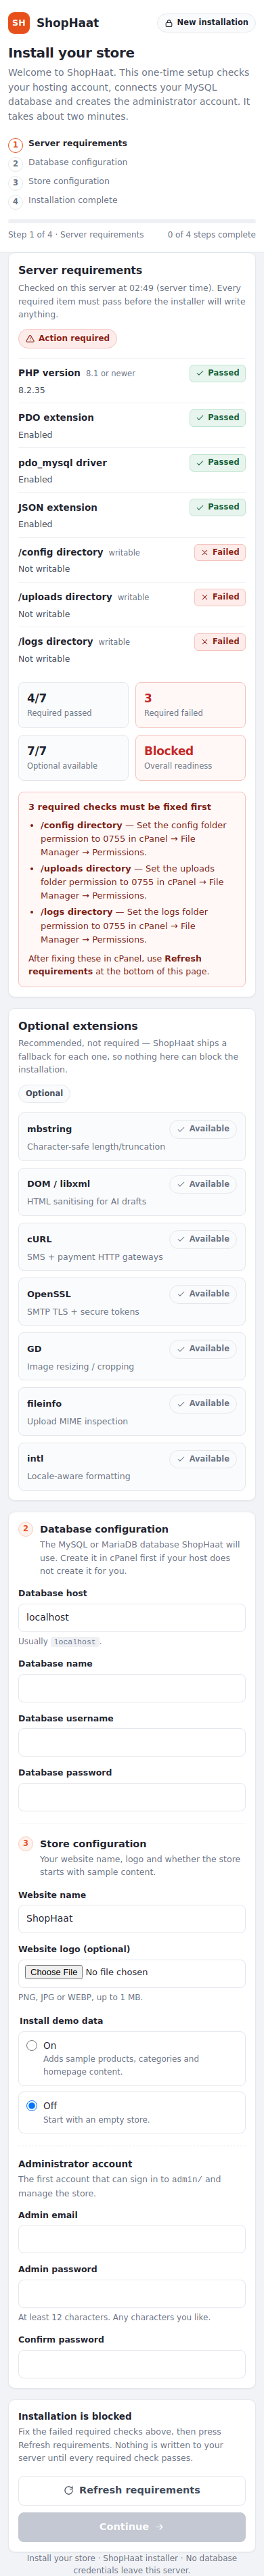 SH ShopHaat New installation
Install your store
Welcome to ShopHaat. This one-time setup checks
your hosting account, connects your MySQL
database and creates the administrator account. It
takes about two minutes.
1 Server requirements
2 Database configuration
3 Store configuration
4 Installation complete
Step 1 of 4 · Server requirements 0 of 4 steps complete
Server requirements
Checked on this server at 02:49 (server time). Every
required item must pass before the installer will write
anything.
Action required
PHP version 8.1 or newer Passed
8.2.35
PDO extension Passed
Enabled
pdo_mysql driver Passed
Enabled
JSON extension Passed
Enabled
/config directory writable Failed
Not writable
/uploads directory writable Failed
Not writable
/logs directory writable Failed
Not writable
4/7 3
Required passed Required failed
7/7 Blocked
Optional available Overall readiness
3 required checks must be fixed first
• /config directory — Set the config folder
permission to 0755 in cPanel → File
Manager → Permissions.
• /uploads directory — Set the uploads
folder permission to 0755 in cPanel → File
Manager → Permissions.
• /logs directory — Set the logs folder
permission to 0755 in cPanel → File
Manager → Permissions.
After fixing these in cPanel, use Refresh
requirements at the bottom of this page.
Optional extensions
Recommended, not required — ShopHaat ships a
fallback for each one, so nothing here can block the
installation.
Optional
mbstring Available
Character-safe length/truncation
DOM / libxml Available
HTML sanitising for AI drafts
cURL Available
SMS + payment HTTP gateways
OpenSSL Available
SMTP TLS + secure tokens
GD Available
Image resizing / cropping
fileinfo Available
Upload MIME inspection
intl Available
Locale-aware formatting
2 Database configuration
The MySQL or MariaDB database ShopHaat will
use. Create it in cPanel first if your host does
not create it for you.
Database host
localhost
Usually localhost.
Database name
Database username
Database password
3 Store configuration
Your website name, logo and whether the store
starts with sample content.
Website name
ShopHaat
Website logo (optional)
Choose File No file chosen
PNG, JPG or WEBP, up to 1 MB.
Install demo data
On
Adds sample products, categories and
homepage content.
Off
Start with an empty store.
Administrator account
The first account that can sign in to admin/ and
manage the store.
Admin email
Admin password
At least 12 characters. Any characters you like.
Confirm password
Installation is blocked
Fix the failed required checks above, then press
Refresh requirements. Nothing is written to your
server until every required check passes.
Refresh requirements
Continue →
Install your store · ShopHaat installer · No database
credentials leave this server.